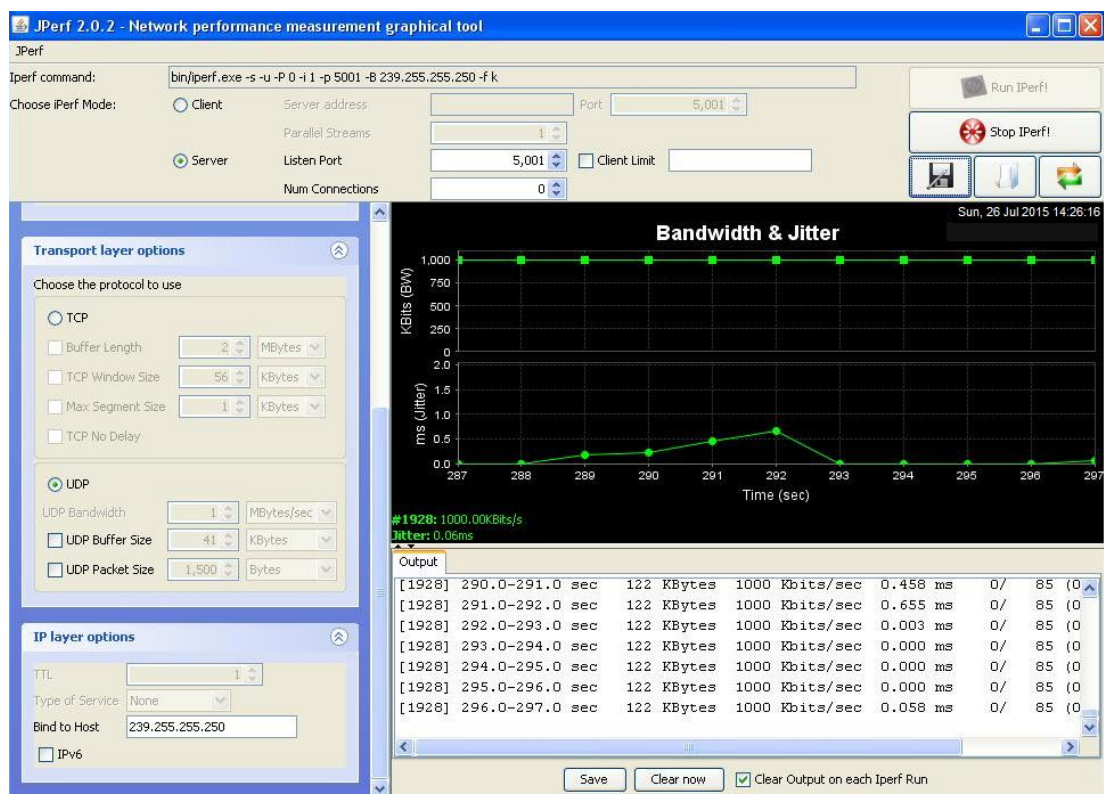 JPerf 2.0.2 - Network performance measurement graphical tool
JPerf
Iperf command: bin/iperf.exe -s -u -P 0 -i 1 -p 5001 -B 239.255.255.250 -f k
Run IPerf!
Choose iPerf Mode: Client Server address Port 5,001
Parallel Streams 1
Stop IPerf!
Server Listen Port 5,001 Client Limit
Num Connections 0
Transport layer options
Choose the protocol to use
TCP
Buffer Length 2 MBytes
TCP Window Size 56 KBytes
Max Segment Size 1 KBytes
TCP No Delay
UDP
UDP Bandwidth 1 MBytes/sec
UDP Buffer Size 41 KBytes
UDP Packet Size 1,500 Bytes
IP layer options
TTL 1
Type of Service None
Bind to Host 239.255.255.250
IPv6
Sun, 26 Jul 2015 14:26:16
Bandwidth & Jitter
KBits (BW)
1,000
750
500
250
0
ms (Jitter)
2.0
1.5
1.0
0.5
0.0
287 288 289 290 291 292 293 294 295 296 297
Time (sec)
#1928: 1000.00KBits/s
Jitter: 0.06ms
Output
[1928] 290.0-291.0 sec 122 KBytes 1000 Kbits/sec 0.458 ms 0/ 85 (0
[1928] 291.0-292.0 sec 122 KBytes 1000 Kbits/sec 0.655 ms 0/ 85 (0
[1928] 292.0-293.0 sec 122 KBytes 1000 Kbits/sec 0.003 ms 0/ 85 (0
[1928] 293.0-294.0 sec 122 KBytes 1000 Kbits/sec 0.000 ms 0/ 85 (0
[1928] 294.0-295.0 sec 122 KBytes 1000 Kbits/sec 0.000 ms 0/ 85 (0
[1928] 295.0-296.0 sec 122 KBytes 1000 Kbits/sec 0.000 ms 0/ 85 (0
[1928] 296.0-297.0 sec 122 KBytes 1000 Kbits/sec 0.058 ms 0/ 85 (0
Save Clear now Clear Output on each Iperf Run